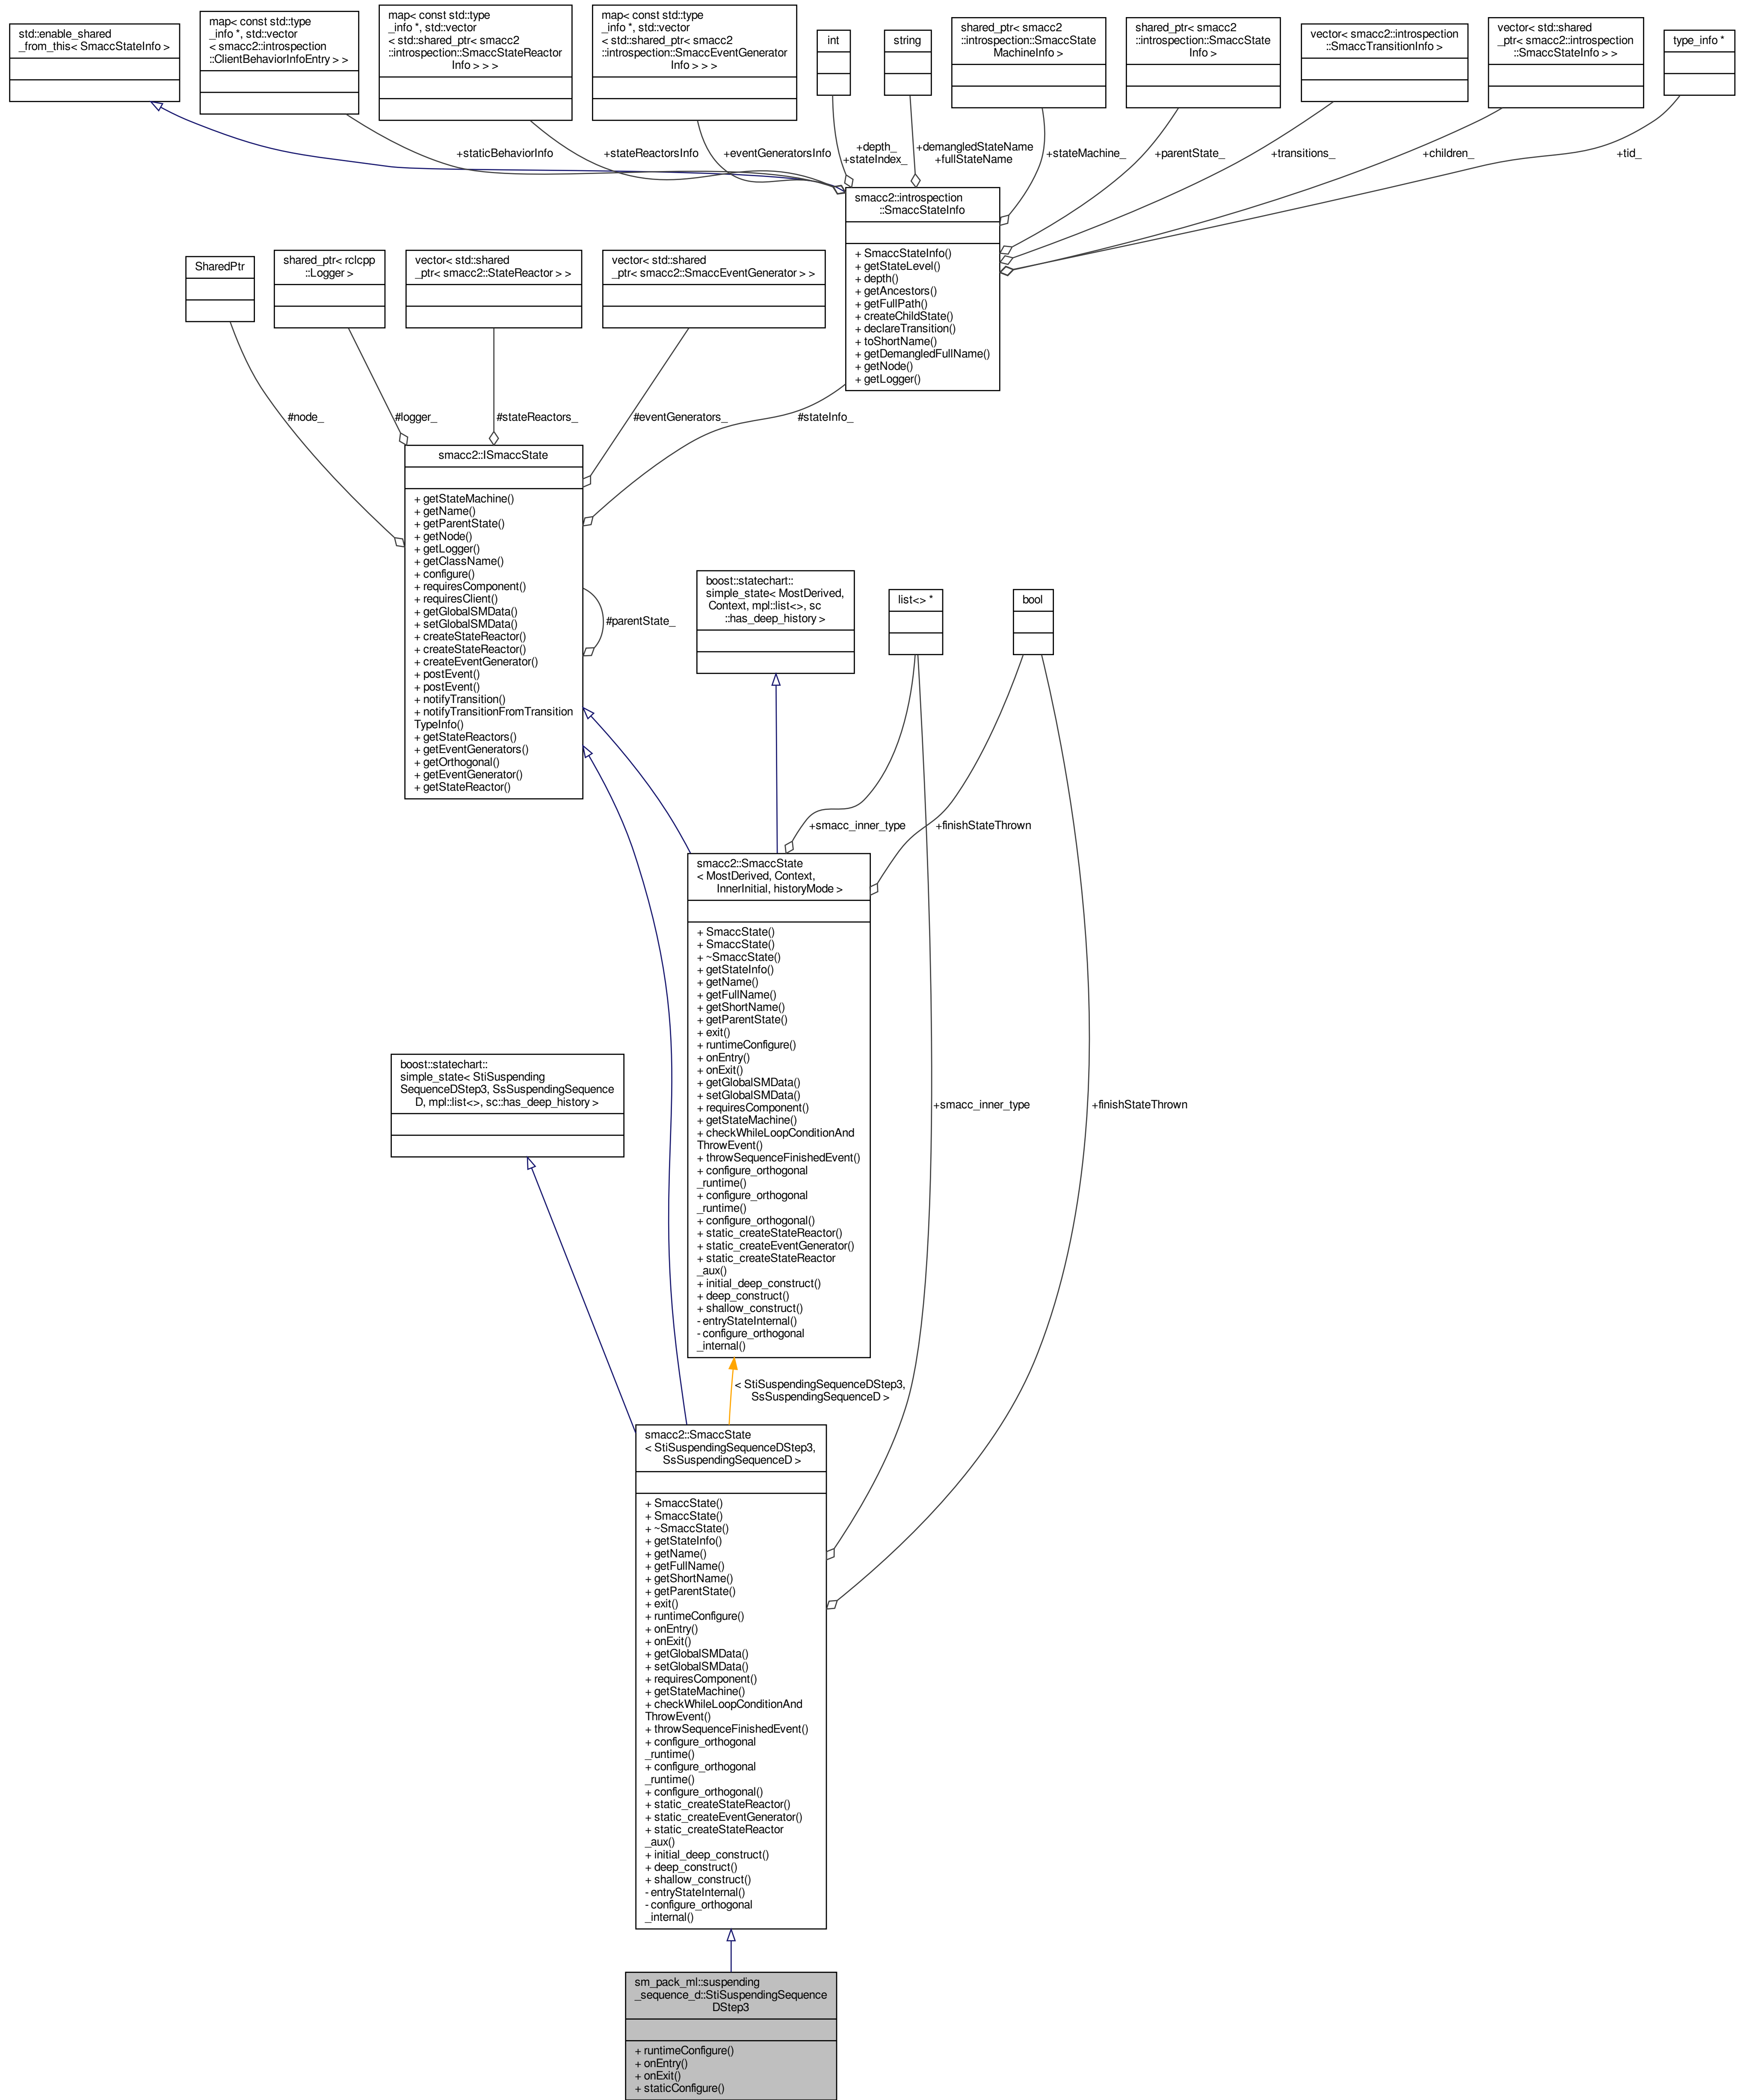 std::enable_shared
_from_this< SmaccStateInfo >
map< const std::type
_info *, std::vector
< smacc2::introspection
::ClientBehaviorInfoEntry > >
map< const std::type
_info *, std::vector
< std::shared_ptr< smacc2
::introspection::SmaccStateReactor
Info > > >
map< const std::type
_info *, std::vector
< std::shared_ptr< smacc2
::introspection::SmaccEventGenerator
Info > > >
int
string
shared_ptr< smacc2
::introspection::SmaccState
MachineInfo >
shared_ptr< smacc2
::introspection::SmaccState
Info >
vector< smacc2::introspection
::SmaccTransitionInfo >
vector< std::shared
_ptr< smacc2::introspection
::SmaccStateInfo > >
type_info *
+staticBehaviorInfo
+stateReactorsInfo
+eventGeneratorsInfo
+depth_
+stateIndex_
+demangledStateName
+fullStateName
+stateMachine_
+parentState_
+transitions_
+children_
+tid_
smacc2::introspection
::SmaccStateInfo
+ SmaccStateInfo()
+ getStateLevel()
+ depth()
+ getAncestors()
+ getFullPath()
+ createChildState()
+ declareTransition()
+ toShortName()
+ getDemangledFullName()
+ getNode()
+ getLogger()
SharedPtr
shared_ptr< rclcpp
::Logger >
vector< std::shared
_ptr< smacc2::StateReactor > >
vector< std::shared
_ptr< smacc2::SmaccEventGenerator > >
#node_
#logger_
#stateReactors_
#eventGenerators_
#stateInfo_
smacc2::ISmaccState
+ getStateMachine()
+ getName()
+ getParentState()
+ getNode()
+ getLogger()
+ getClassName()
+ configure()
+ requiresComponent()
+ requiresClient()
+ getGlobalSMData()
+ setGlobalSMData()
+ createStateReactor()
+ createStateReactor()
+ createEventGenerator()
+ postEvent()
+ postEvent()
+ notifyTransition()
+ notifyTransitionFromTransition
TypeInfo()
+ getStateReactors()
+ getEventGenerators()
+ getOrthogonal()
+ getEventGenerator()
+ getStateReactor()
#parentState_
boost::statechart::
simple_state< MostDerived,
Context, mpl::list<>, sc
::has_deep_history >
list<> *
bool
+smacc_inner_type
+finishStateThrown
smacc2::SmaccState
< MostDerived, Context,
InnerInitial, historyMode >
+ SmaccState()
+ SmaccState()
+ ~SmaccState()
+ getStateInfo()
+ getName()
+ getFullName()
+ getShortName()
+ getParentState()
+ exit()
+ runtimeConfigure()
+ onEntry()
+ onExit()
+ getGlobalSMData()
+ setGlobalSMData()
+ requiresComponent()
+ getStateMachine()
+ checkWhileLoopConditionAnd
ThrowEvent()
+ throwSequenceFinishedEvent()
+ configure_orthogonal
_runtime()
+ configure_orthogonal
_runtime()
+ configure_orthogonal()
+ static_createStateReactor()
+ static_createEventGenerator()
+ static_createStateReactor
_aux()
+ initial_deep_construct()
+ deep_construct()
+ shallow_construct()
- entryStateInternal()
- configure_orthogonal
_internal()
boost::statechart::
simple_state< StiSuspending
SequenceDStep3, SsSuspendingSequence
D, mpl::list<>, sc::has_deep_history >
+smacc_inner_type
+finishStateThrown
< StiSuspendingSequenceDStep3,
SsSuspendingSequenceD >
smacc2::SmaccState
< StiSuspendingSequenceDStep3,
SsSuspendingSequenceD >
+ SmaccState()
+ SmaccState()
+ ~SmaccState()
+ getStateInfo()
+ getName()
+ getFullName()
+ getShortName()
+ getParentState()
+ exit()
+ runtimeConfigure()
+ onEntry()
+ onExit()
+ getGlobalSMData()
+ setGlobalSMData()
+ requiresComponent()
+ getStateMachine()
+ checkWhileLoopConditionAnd
ThrowEvent()
+ throwSequenceFinishedEvent()
+ configure_orthogonal
_runtime()
+ configure_orthogonal
_runtime()
+ configure_orthogonal()
+ static_createStateReactor()
+ static_createEventGenerator()
+ static_createStateReactor
_aux()
+ initial_deep_construct()
+ deep_construct()
+ shallow_construct()
- entryStateInternal()
- configure_orthogonal
_internal()
sm_pack_ml::suspending
_sequence_d::StiSuspendingSequence
DStep3
+ runtimeConfigure()
+ onEntry()
+ onExit()
+ staticConfigure()